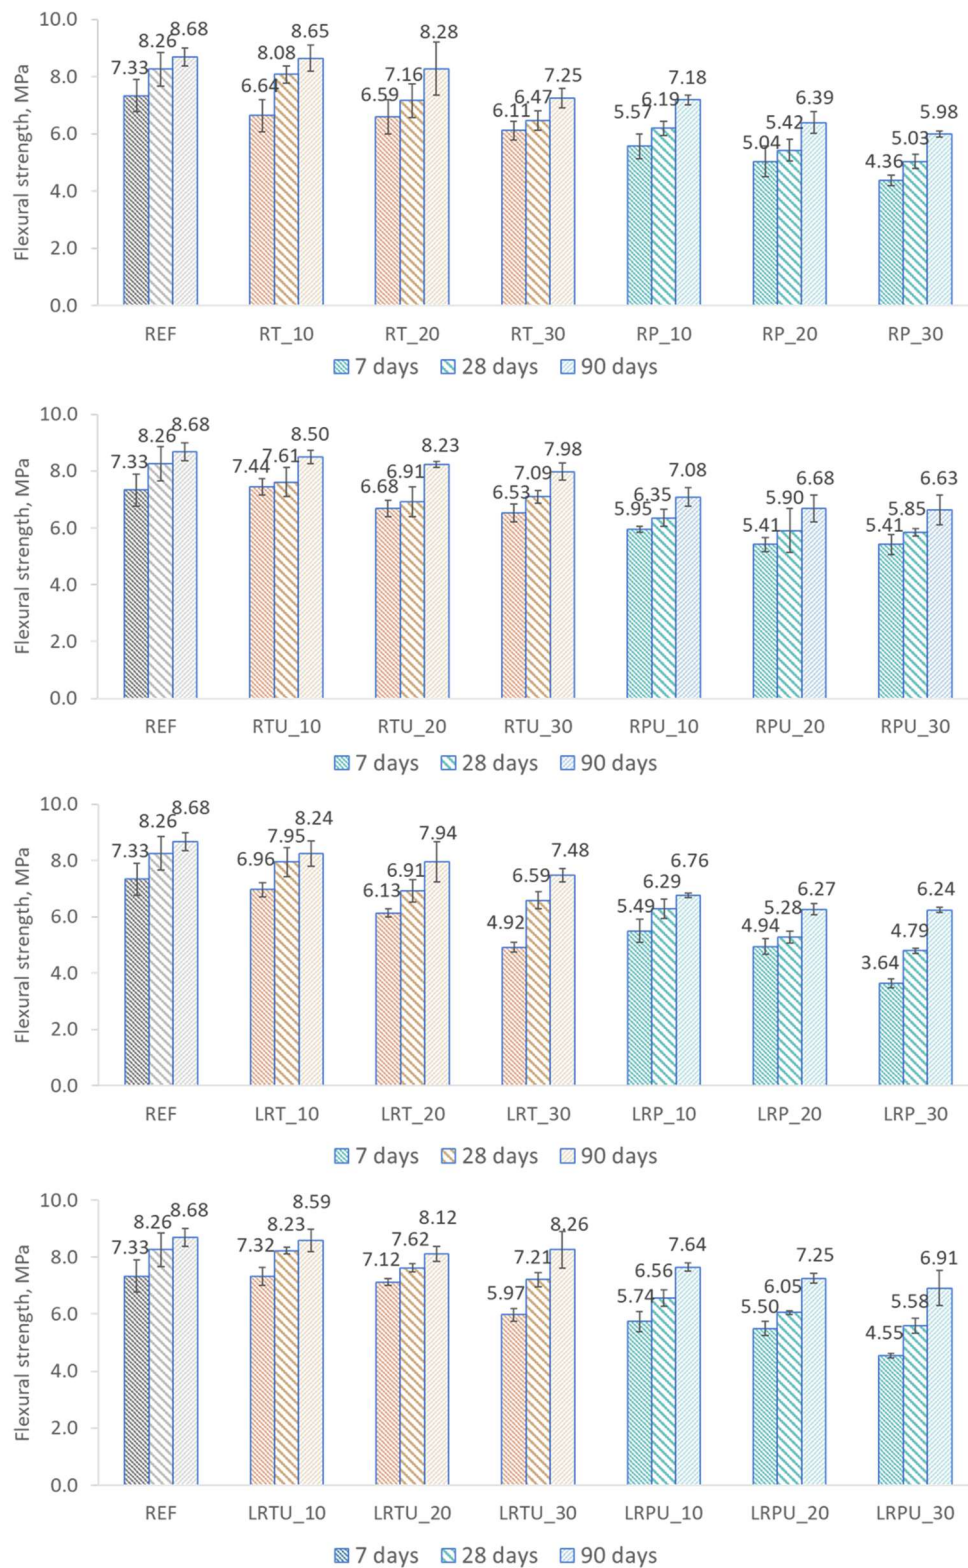 10.0
8.0
6.0
4.0
2.0
0.0
Flexural strength, MPa
7.33 8.26 8.68 6.64 8.08 8.65 6.59 7.16 8.28 6.11 6.47 7.25 5.57 6.19 7.18 5.04 5.42 6.39 4.36 5.03 5.98
REF RT_10 RT_20 RT_30 RP_10 RP_20 RP_30
7 days 28 days 90 days
10.0
8.0
6.0
4.0
2.0
0.0
Flexural strength, MPa
7.33 8.26 8.68 7.44 7.61 8.50 6.68 6.91 8.23 6.53 7.09 7.98 5.95 6.35 7.08 5.41 5.90 6.68 5.41 5.85 6.63
REF RTU_10 RTU_20 RTU_30 RPU_10 RPU_20 RPU_30
7 days 28 days 90 days
10.0
8.0
6.0
4.0
2.0
0.0
Flexural strength, MPa
7.33 8.26 8.68 6.96 7.95 8.24 6.13 6.91 7.94 4.92 6.59 7.48 5.49 6.29 6.76 4.94 5.28 6.27 3.64 4.79 6.24
REF LRT_10 LRT_20 LRT_30 LRP_10 LRP_20 LRP_30
7 days 28 days 90 days
10.0
8.0
6.0
4.0
2.0
0.0
Flexural strength, MPa
7.33 8.26 8.68 7.32 8.23 8.59 7.12 7.62 8.12 5.97 7.21 8.26 5.74 6.56 7.64 5.50 6.05 7.25 4.55 5.58 6.91
REF LRTU_10 LRTU_20 LRTU_30 LRPU_10 LRPU_20 LRPU_30
7 days 28 days 90 days